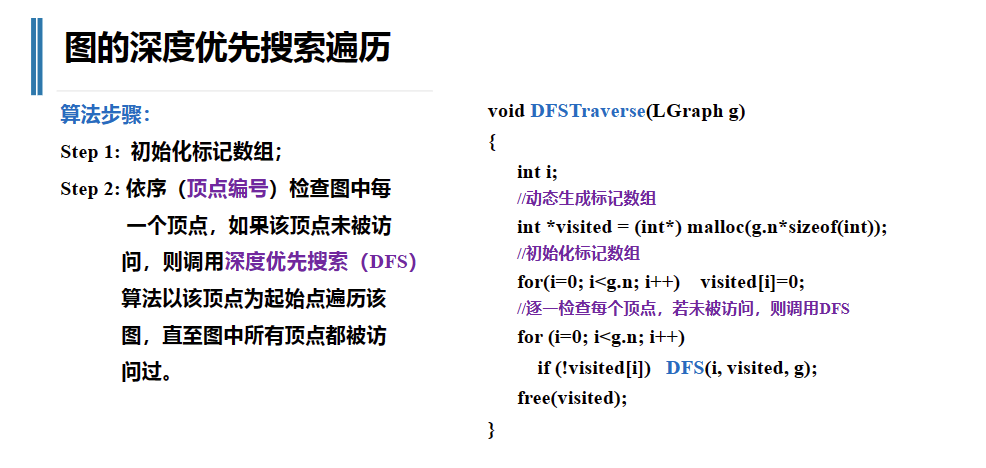 图的深度优先搜索遍历
算法步骤：
Step 1: 初始化标记数组；
Step 2: 依序（顶点编号）检查图中每
一个顶点，如果该顶点未被访
问，则调用深度优先搜索（DFS）
算法以该顶点为起始点遍历该
图，直至图中所有顶点都被访
问过。
void DFSTraverse(LGraph g)
{
int i;
//动态生成标记数组
int *visited = (int*) malloc(g.n*sizeof(int));
//初始化标记数组
for(i=0; i<g.n; i++) visited[i]=0;
//逐一检查每个顶点，若未被访问，则调用DFS
for (i=0; i<g.n; i++)
if (!visited[i]) DFS(i, visited, g);
free(visited);
}